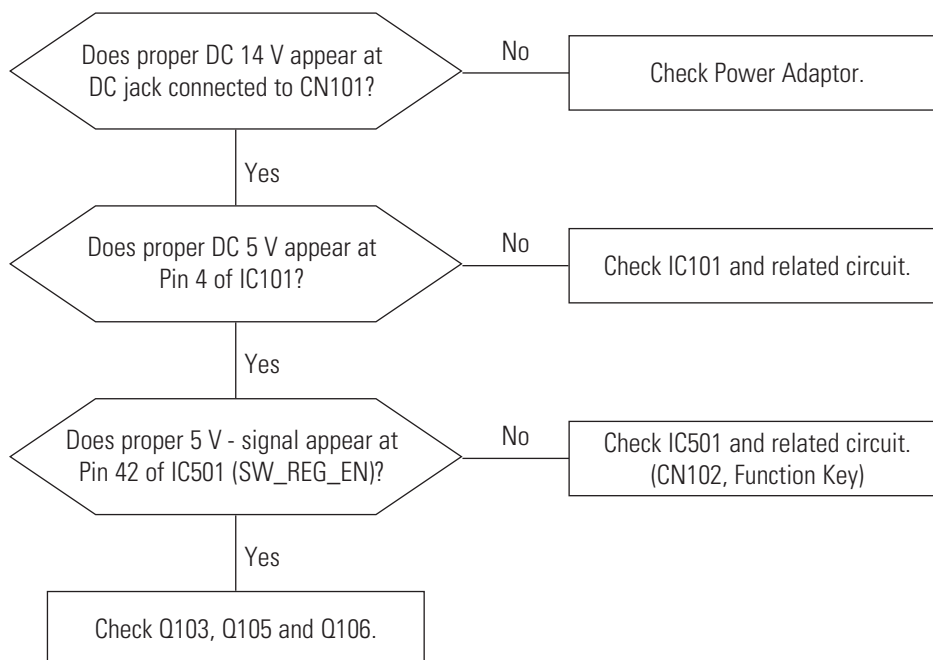 Does proper DC 14 V appear at
DC jack connected to CN101?
No
Check Power Adaptor.
Yes
Does proper DC 5 V appear at
Pin 4 of IC101?
No
Check IC101 and related circuit.
Yes
Does proper 5 V - signal appear at
Pin 42 of IC501 (SW_REG_EN)?
No
Check IC501 and related circuit.
(CN102, Function Key)
Yes
Check Q103, Q105 and Q106.